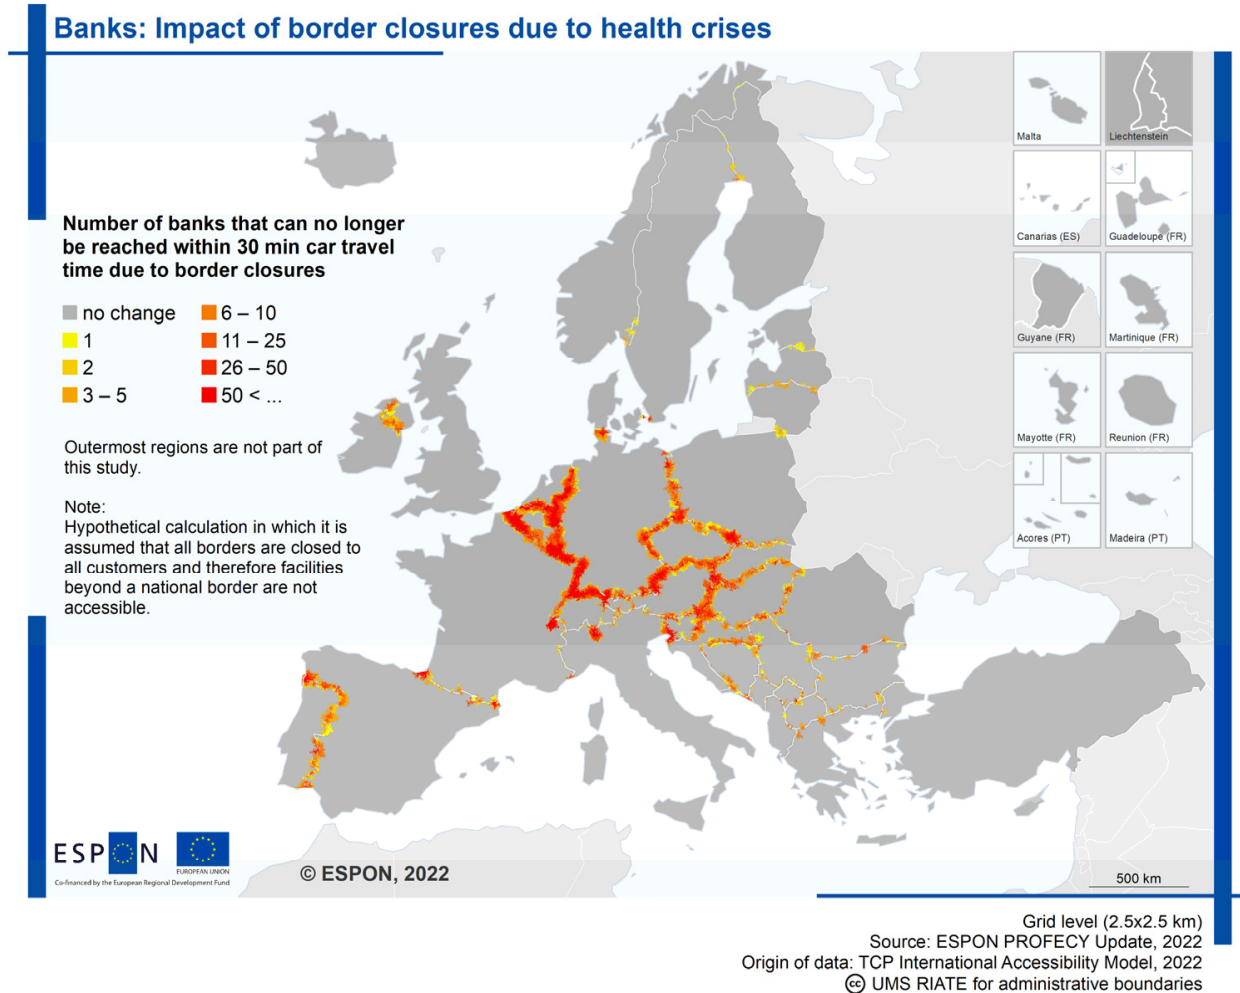 Banks: Impact of border closures due to health crises
Malta
Liechtenstein
Canarias (ES)
Guadeloupe (FR)
Guyane (FR)
Martinique (FR)
Mayotte (FR)
Reunion (FR)
Acores (PT)
Madeira (PT)
Number of banks that can no longer
be reached within 30 min car travel
time due to border closures
no change
1
2
3 – 5
6 – 10
11 – 25
26 – 50
50 < ...
Outermost regions are not part of
this study.
Note:
Hypothetical calculation in which it is
assumed that all borders are closed to
all customers and therefore facilities
beyond a national border are not
accessible.
ESPON
EUROPEAN UNION
Co-financed by the European Regional Development Fund
© ESPON, 2022
500 km
Grid level (2.5x2.5 km)
Source: ESPON PROFECY Update, 2022
Origin of data: TCP International Accessibility Model, 2022
cc UMS RIATE for administrative boundaries